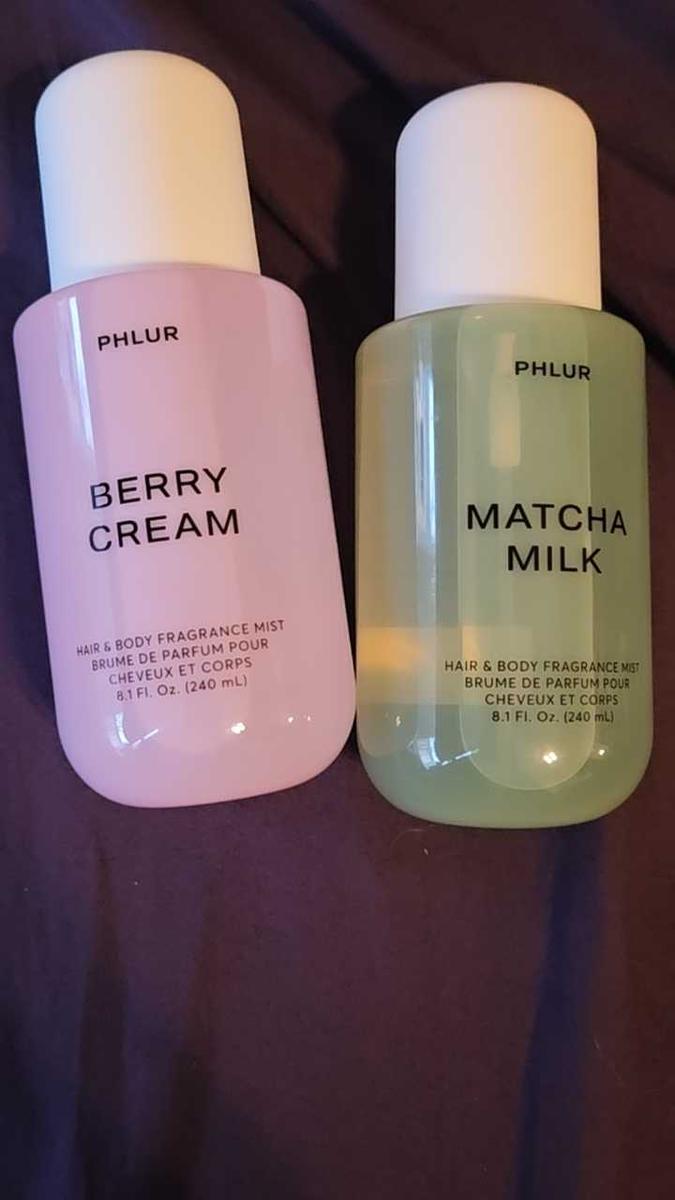 PHLUR
BERRY
CREAM
HAIR & BODY FRAGRANCE MIST
BRUME DE PARFUM POUR
CHEVEUX ET CORPS
8.1 Fl. Oz. (240 mL)
PHLUR
MATCHA
MILK
HAIR & BODY FRAGRANCE MIST
BRUME DE PARFUM POUR
CHEVEUX ET CORPS
8.1 Fl. Oz. (240 mL)